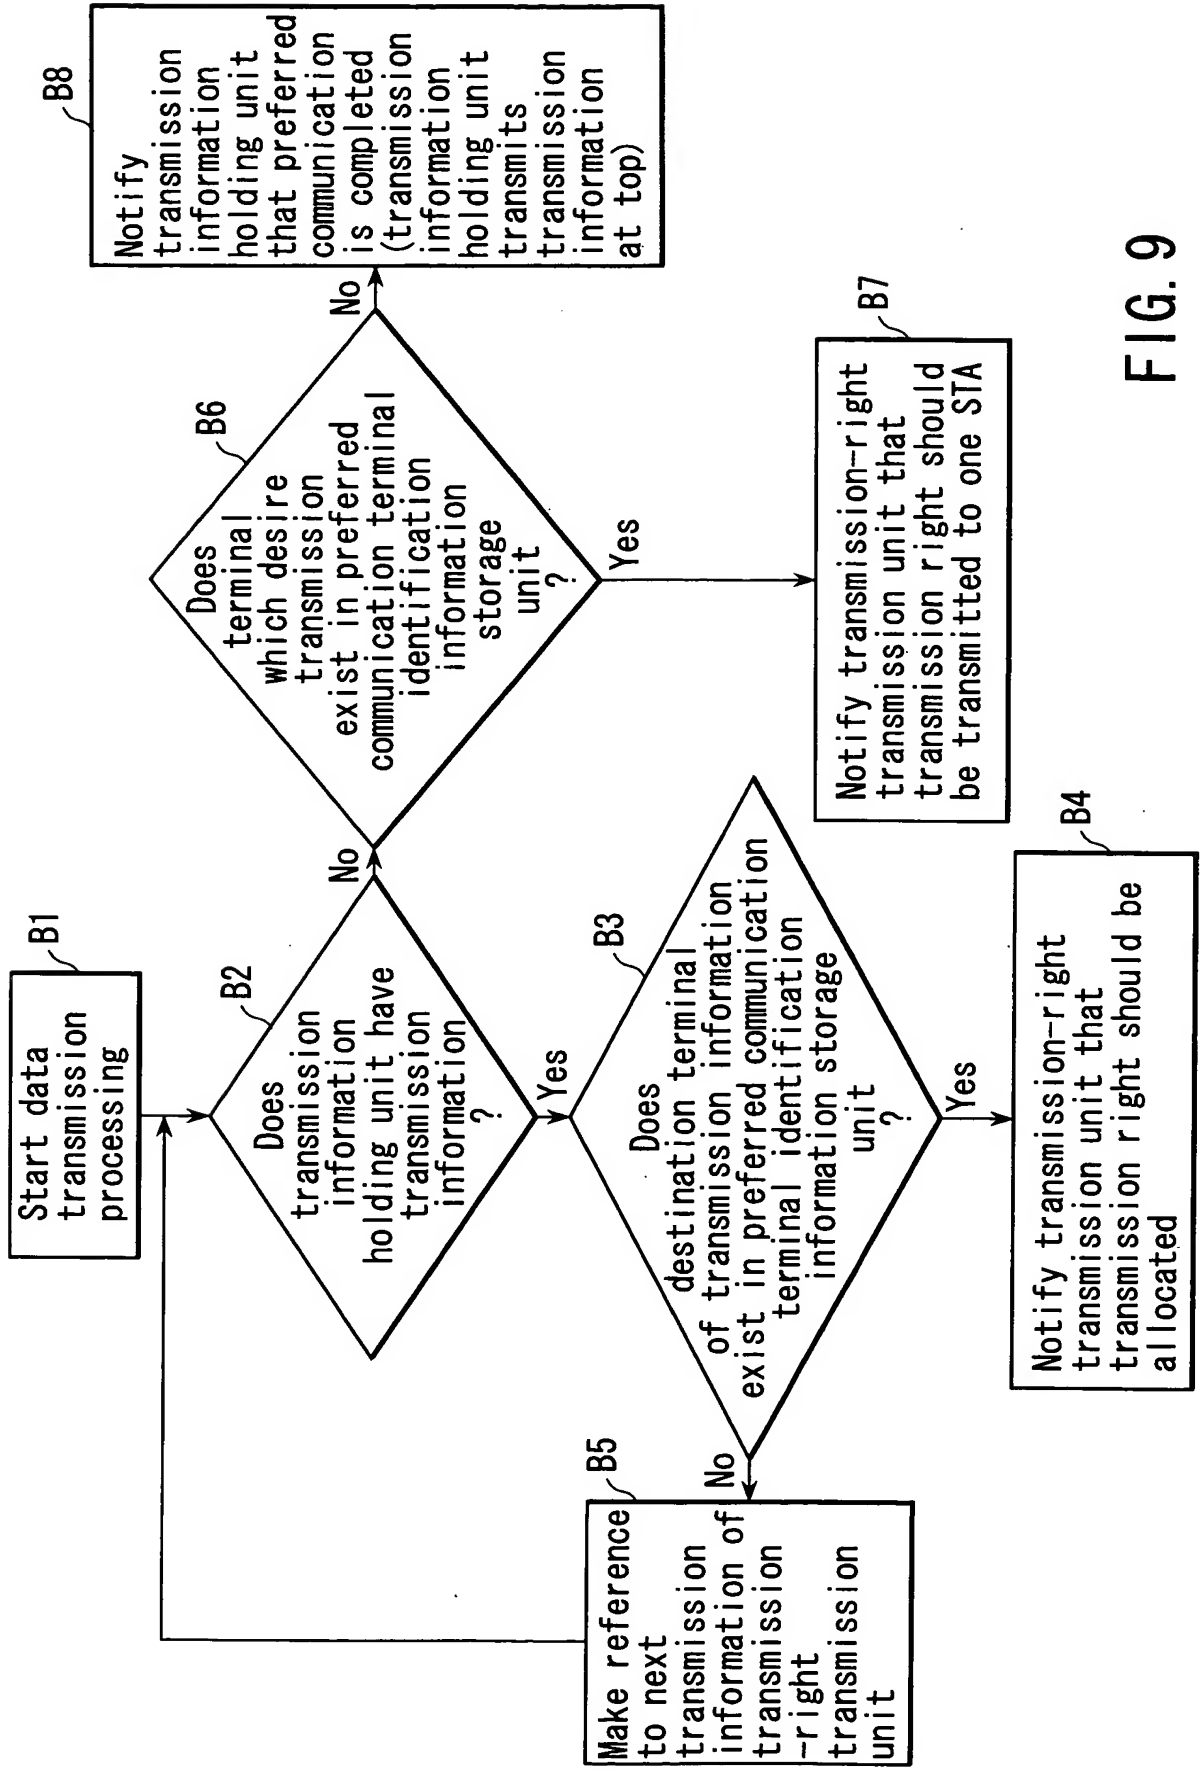 B1
Start data
transmission
processing
B2
Does
transmission
information
holding unit have
transmission
information
?
No
Yes
B3
Does
destination terminal
of transmission information
exist in preferred communication
terminal identification
information storage
unit
?
Yes
No
B4
Notify transmission-right
transmission unit that
transmission right should be
allocated
B5
Make reference
to next
transmission
information of
transmission
-right
transmission
unit
B6
Does
terminal
which desire
transmission
exist in preferred
communication terminal
identification
information
storage
unit
?
No
Yes
B7
Notify transmission-right
transmission unit that
transmission right should
be transmitted to one STA
B8
Notify
transmission
information
holding unit
that preferred
communication
is completed
(transmission
information
holding unit
transmits
transmission
information
at top)
FIG. 9